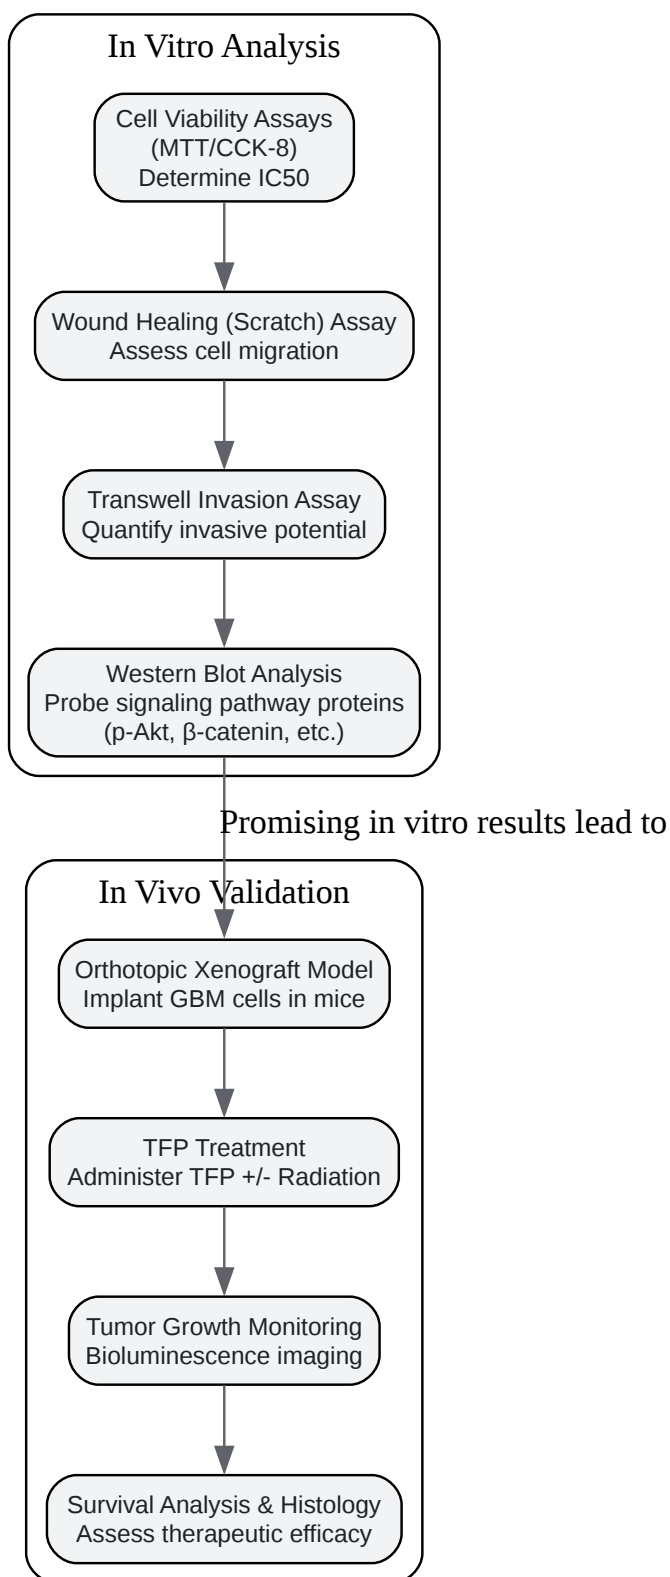 In Vitro Analysis
Cell Viability Assays
(MTT/CCK-8)
Determine IC50
Wound Healing (Scratch) Assay
Assess cell migration
Transwell Invasion Assay
Quantify invasive potential
Western Blot Analysis
Probe signaling pathway proteins
(p-Akt, β-catenin, etc.)
Promising in vitro results lead to
In Vivo Validation
Orthotopic Xenograft Model
Implant GBM cells in mice
TFP Treatment
Administer TFP +/- Radiation
Tumor Growth Monitoring
Bioluminescence imaging
Survival Analysis & Histology
Assess therapeutic efficacy